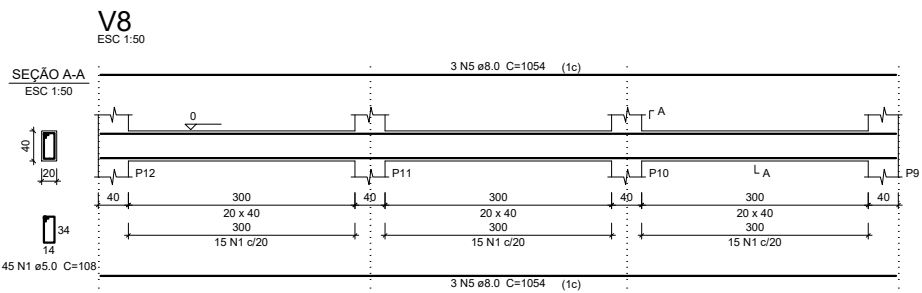 V8
ESC 1:50
3 N5 ø8.0 C=1054 (1c)
SEÇÃO A-A
ESC 1:50
0
A
40
20
P12
P11
P10
A
P9
40
300
40
300
40
300
40
20 x 40
20 x 40
20 x 40
300
300
300
15 N1 c/20
15 N1 c/20
15 N1 c/20
34
14
45 N1 ø5.0 C=108
3 N5 ø8.0 C=1054 (1c)